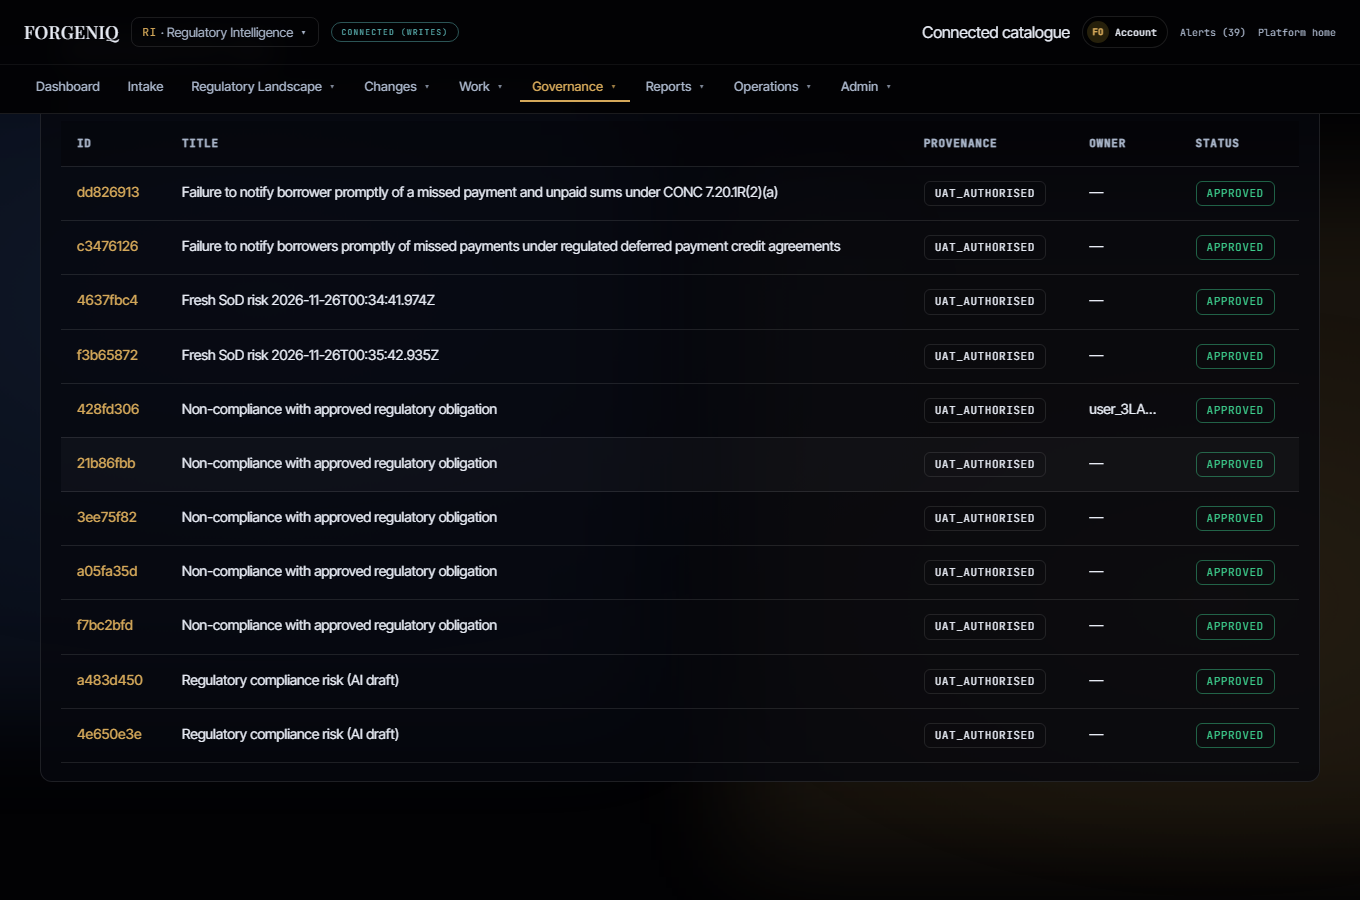 FORGENIQ RI · Regulatory Intelligence ▾ CONNECTED (WRITES) Connected catalogue FO Account Alerts (39) Platform home
Dashboard Intake Regulatory Landscape ▾ Changes ▾ Work ▾ Governance ▾ Reports ▾ Operations ▾ Admin ▾
ID TITLE PROVENANCE OWNER STATUS
dd826913 Failure to notify borrower promptly of a missed payment and unpaid sums under CONC 7.20.1R(2)(a) UAT_AUTHORISED — APPROVED
c3476126 Failure to notify borrowers promptly of missed payments under regulated deferred payment credit agreements UAT_AUTHORISED — APPROVED
4637fbc4 Fresh SoD risk 2026-11-26T00:34:41.974Z UAT_AUTHORISED — APPROVED
f3b65872 Fresh SoD risk 2026-11-26T00:35:42.935Z UAT_AUTHORISED — APPROVED
428fd306 Non-compliance with approved regulatory obligation UAT_AUTHORISED user_3LA… APPROVED
21b86fbb Non-compliance with approved regulatory obligation UAT_AUTHORISED — APPROVED
3ee75f82 Non-compliance with approved regulatory obligation UAT_AUTHORISED — APPROVED
a05fa35d Non-compliance with approved regulatory obligation UAT_AUTHORISED — APPROVED
f7bc2bfd Non-compliance with approved regulatory obligation UAT_AUTHORISED — APPROVED
a483d450 Regulatory compliance risk (AI draft) UAT_AUTHORISED — APPROVED
4e650e3e Regulatory compliance risk (AI draft) UAT_AUTHORISED — APPROVED